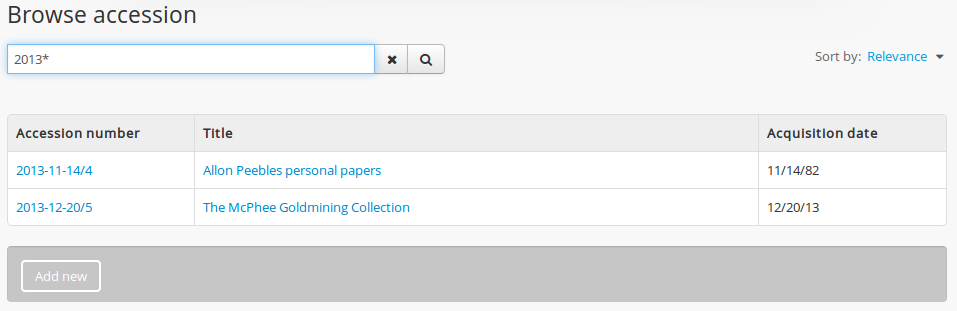 Browse accession
2013*
Sort by: Relevance
Accession number Title Acquisition date
2013-11-14/4 Allon Peebles personal papers 11/14/82
2013-12-20/5 The McPhee Goldmining Collection 12/20/13
Add new